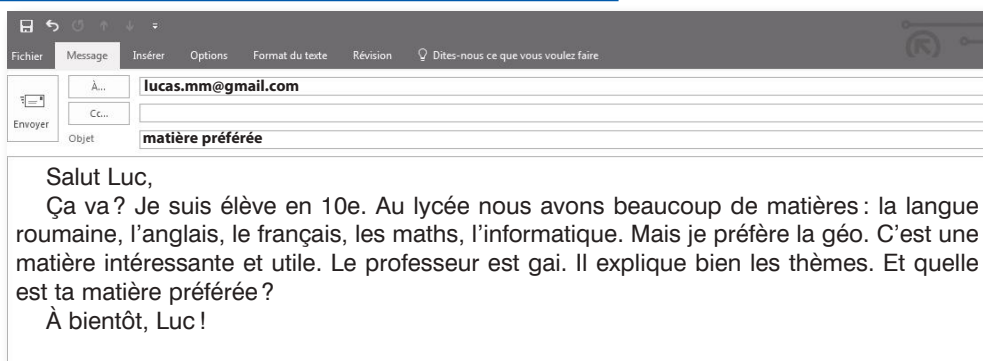 Fichier Message Insérer Options Format du texte Révision Dites-nous ce que vous voulez faire
Envoyer
À... lucas.mm@gmail.com
Cc...
Objet matière préférée
Salut Luc,
Ça va ? Je suis élève en 10e. Au lycée nous avons beaucoup de matières : la langue
roumaine, l'anglais, le français, les maths, l'informatique. Mais je préfère la géo. C'est une
matière intéressante et utile. Le professeur est gai. Il explique bien les thèmes. Et quelle
est ta matière préférée ?
À bientôt, Luc !